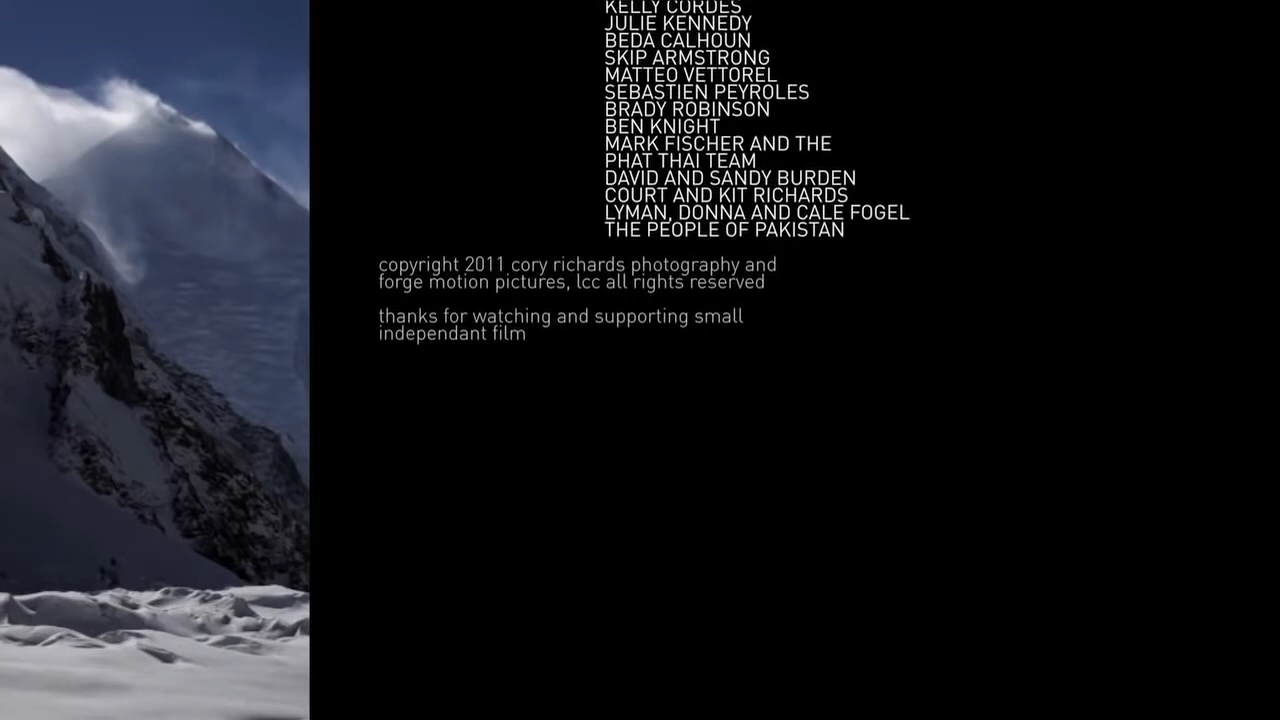 KELLY CORDES
JULIE KENNEDY
BEDA CALHOUN
SKIP ARMSTRONG
MATTEO VETTOREL
SEBASTIEN PEYROLES
BRADY ROBINSON
BEN KNIGHT
MARK FISCHER AND THE
PHAT THAI TEAM
DAVID AND SANDY BURDEN
COURT AND KIT RICHARDS
LYMAN, DONNA AND CALE FOGEL
THE PEOPLE OF PAKISTAN
copyright 2011 cory richards photography and
forge motion pictures, lcc all rights reserved
thanks for watching and supporting small
independant film